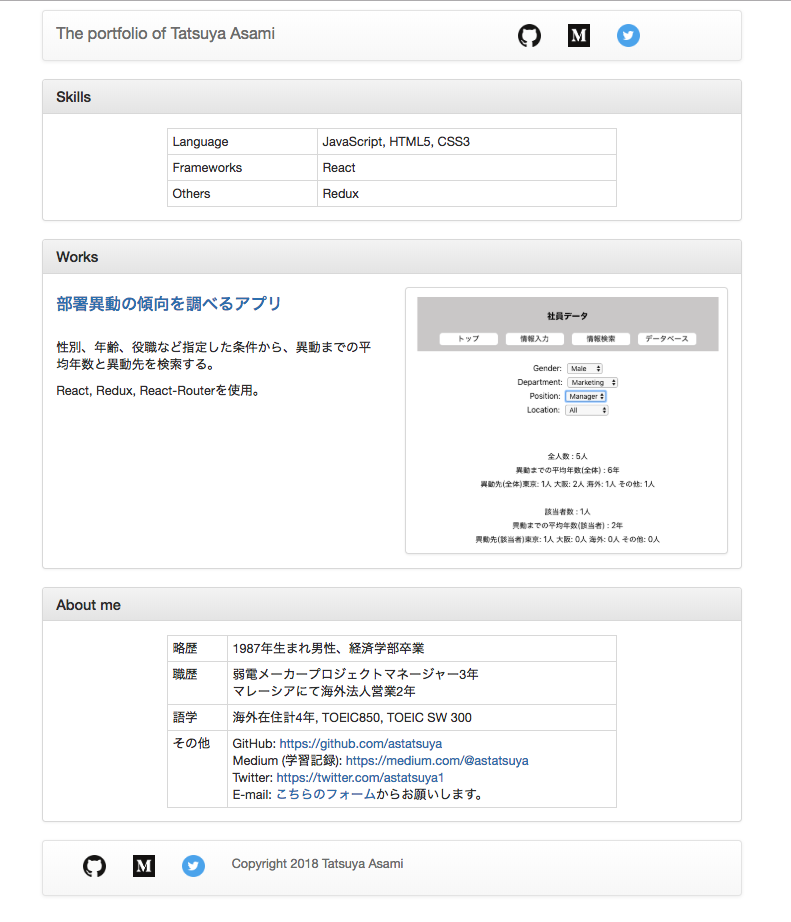 The portfolio of Tatsuya Asami
M
Skills
Language JavaScript, HTML5, CSS3
Frameworks React
Others Redux
Works
部署異動の傾向を調べるアプリ
性別、年齢、役職など指定した条件から、異動までの平
均年数と異動先を検索する。
React, Redux, React-Routerを使用。
社員データ
トップ 情報入力 情報検索 データベース
Gender: Male
Department: Marketing
Position: Manager
Location: All
全人数 : 5人
異動までの平均年数(全体) : 6年
異動先(全体)東京: 1人 大阪: 2人 海外: 1人 その他: 1人
該当者数 : 1人
異動までの平均年数(該当者) : 2年
異動先(該当者)東京: 1人 大阪: 0人 海外: 0人 その他: 0人
About me
略歴 1987年生まれ男性、経済学部卒業
職歴 弱電メーカープロジェクトマネージャー3年
マレーシアにて海外法人営業2年
語学 海外在住計4年, TOEIC850, TOEIC SW 300
その他 GitHub: https://github.com/astatsuya
Medium (学習記録): https://medium.com/@astatsuya
Twitter: https://twitter.com/astatsuya1
E-mail: こちらのフォームからお願いします。
M Copyright 2018 Tatsuya Asami